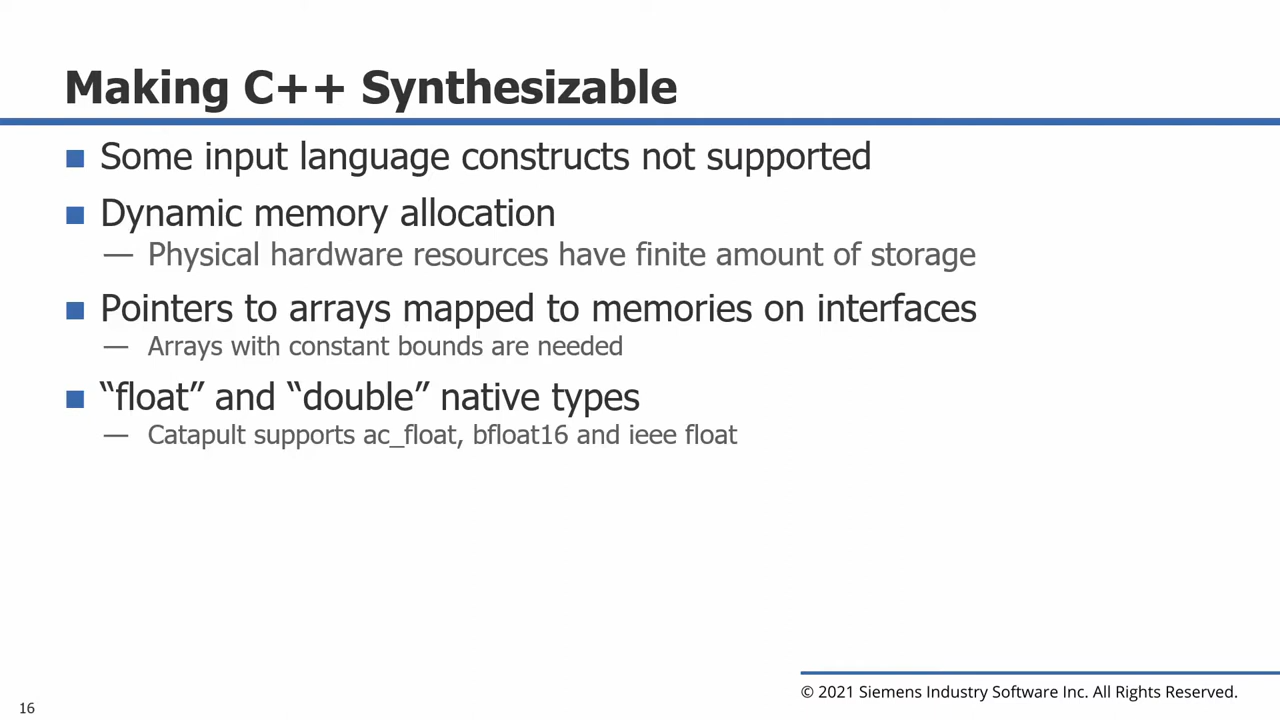 Making C++ Synthesizable
Some input language constructs not supported
Dynamic memory allocation
— Physical hardware resources have finite amount of storage
Pointers to arrays mapped to memories on interfaces
— Arrays with constant bounds are needed
“float” and “double” native types
— Catapult supports ac_float, bfloat16 and ieee float
© 2021 Siemens Industry Software Inc. All Rights Reserved.
16